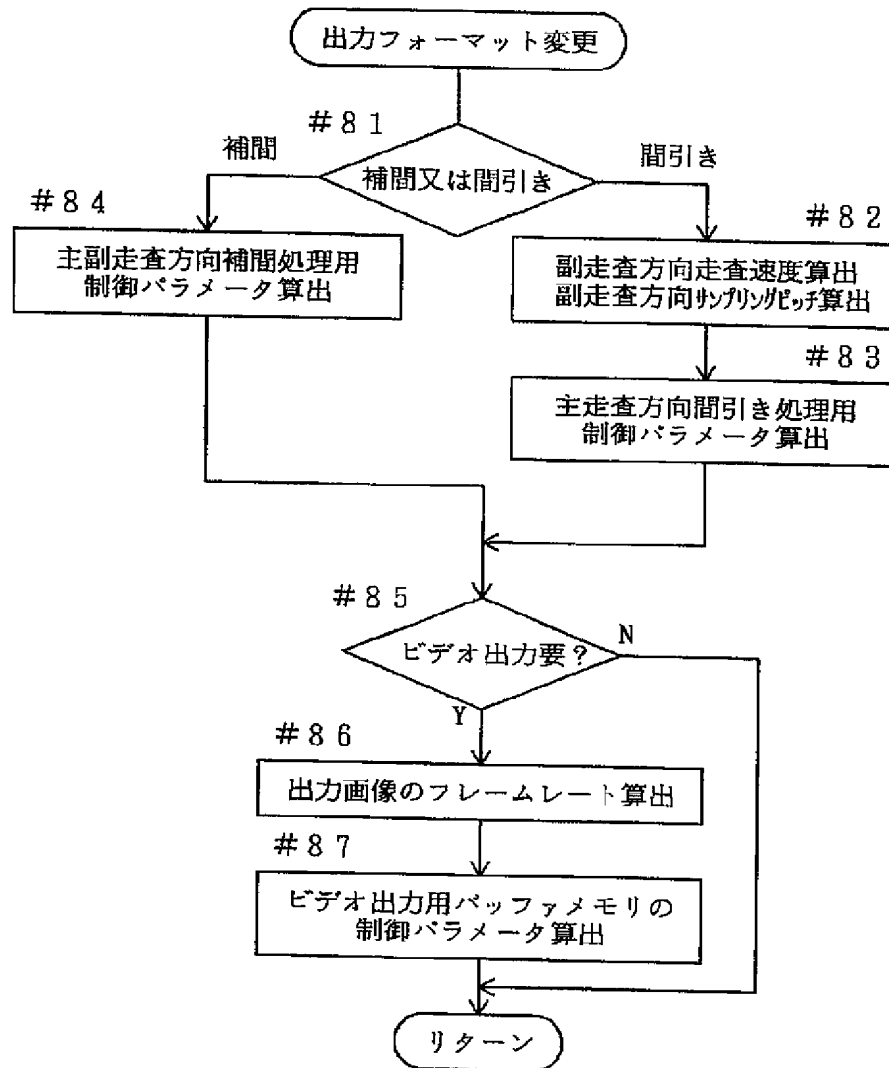 出力フォーマット変更
#81
補間
補間又は間引き
間引き
#84
主副走査方向補間処理用
制御パラメータ算出
#82
副走査方向走査速度算出
副走査方向サンプリングピッチ算出
#83
主走査方向間引き処理用
制御パラメータ算出
#85
ビデオ出力要?
N
Y
#86
出力画像のフレームレート算出
#87
ビデオ出力用バッファメモリの
制御パラメータ算出
リターン